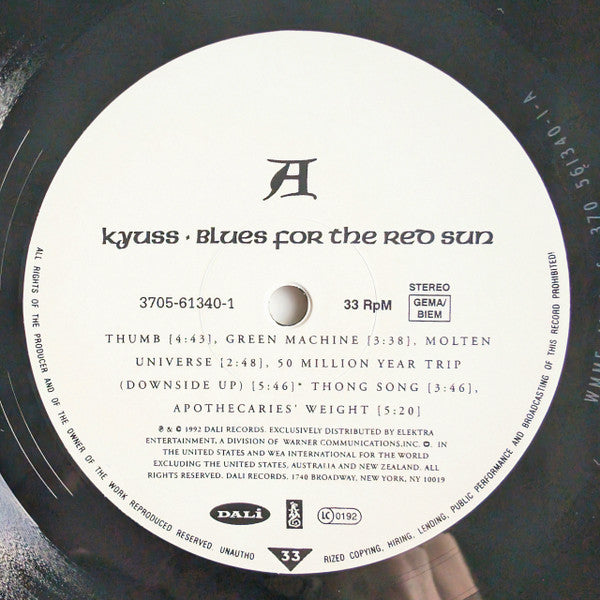 A
Kyuss · Blues for the Red Sun
STEREO
3705-61340-1
33 RpM
GEMA/
BIEM
THUMB [4:43], GREEN MACHINE [3:38], MOLTEN
UNIVERSE [2:48], 50 MILLION YEAR TRIP
(DOWNSIDE UP) [5:46]* THONG SONG [3:46],
APOTHECARIES' WEIGHT [5:20]
℗ & © 1992 DALI RECORDS. EXCLUSIVELY DISTRIBUTED BY ELEKTRA
ENTERTAINMENT, A DIVISION OF WARNER COMMUNICATIONS,INC. IN
THE UNITED STATES AND WEA INTERNATIONAL FOR THE WORLD
EXCLUDING THE UNITED STATES, AUSTRALIA AND NEW ZEALAND. ALL
RIGHTS RESERVED. DALI RECORDS, 1740 BROADWAY, NEW YORK, NY 10019
DALI
LC 0192
33
ALL RIGHTS OF THE PRODUCER AND OF THE OWNER OF THE WORK REPRODUCED RESERVED. UNAUTHO
RIZED COPYING, HIRING, LENDING, PUBLIC PERFORMANCE AND BROADCASTING OF THIS RECORD PROHIBITED!
370 561340-1-A